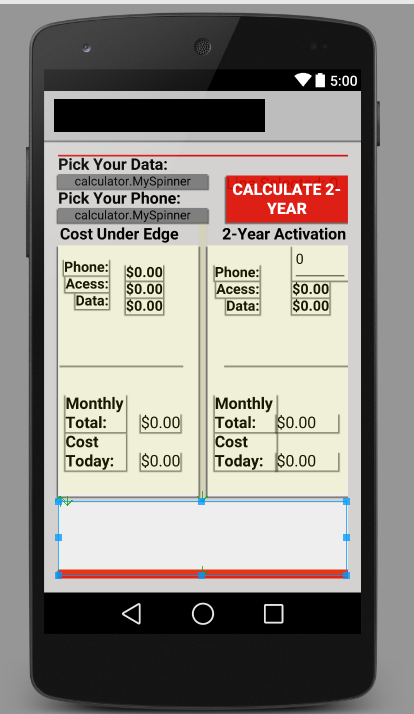 5:00
Pick Your Data:
calculator.MySpinner
Pick Your Phone:
calculator.MySpinner
CALCULATE 2-
YEAR
Cost Under Edge
2-Year Activation
Phone: $0.00
Acess: $0.00
Data: $0.00
Phone: 0
Acess: $0.00
Data: $0.00
Monthly
Total: $0.00
Cost
Today: $0.00
Monthly
Total: $0.00
Cost
Today: $0.00